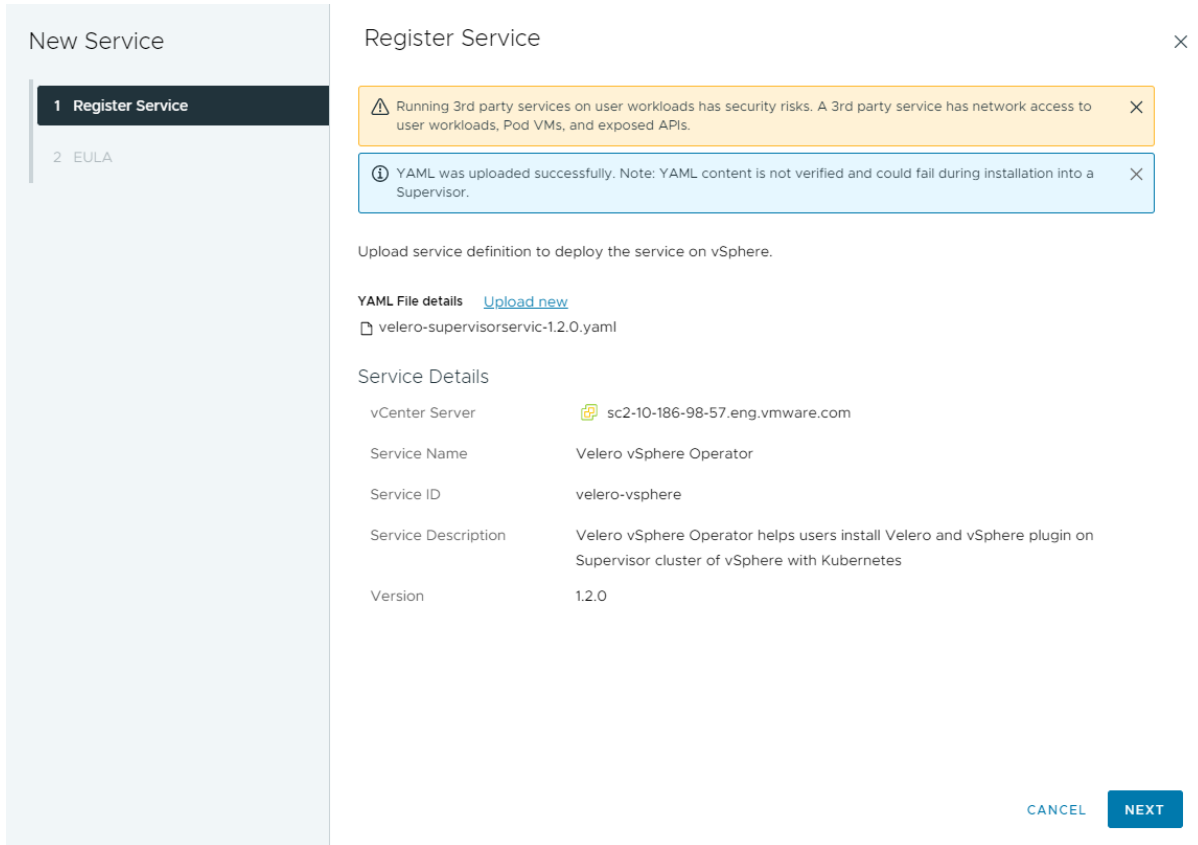 New Service
1 Register Service
2 EULA
Register Service
Running 3rd party services on user workloads has security risks. A 3rd party service has network access to
user workloads, Pod VMs, and exposed APIs.
YAML was uploaded successfully. Note: YAML content is not verified and could fail during installation into a
Supervisor.
Upload service definition to deploy the service on vSphere.
YAML File details Upload new
velero-supervisorservic-1.2.0.yaml
Service Details
vCenter Server sc2-10-186-98-57.eng.vmware.com
Service Name Velero vSphere Operator
Service ID velero-vsphere
Service Description Velero vSphere Operator helps users install Velero and vSphere plugin on
Supervisor cluster of vSphere with Kubernetes
Version 1.2.0
CANCEL NEXT